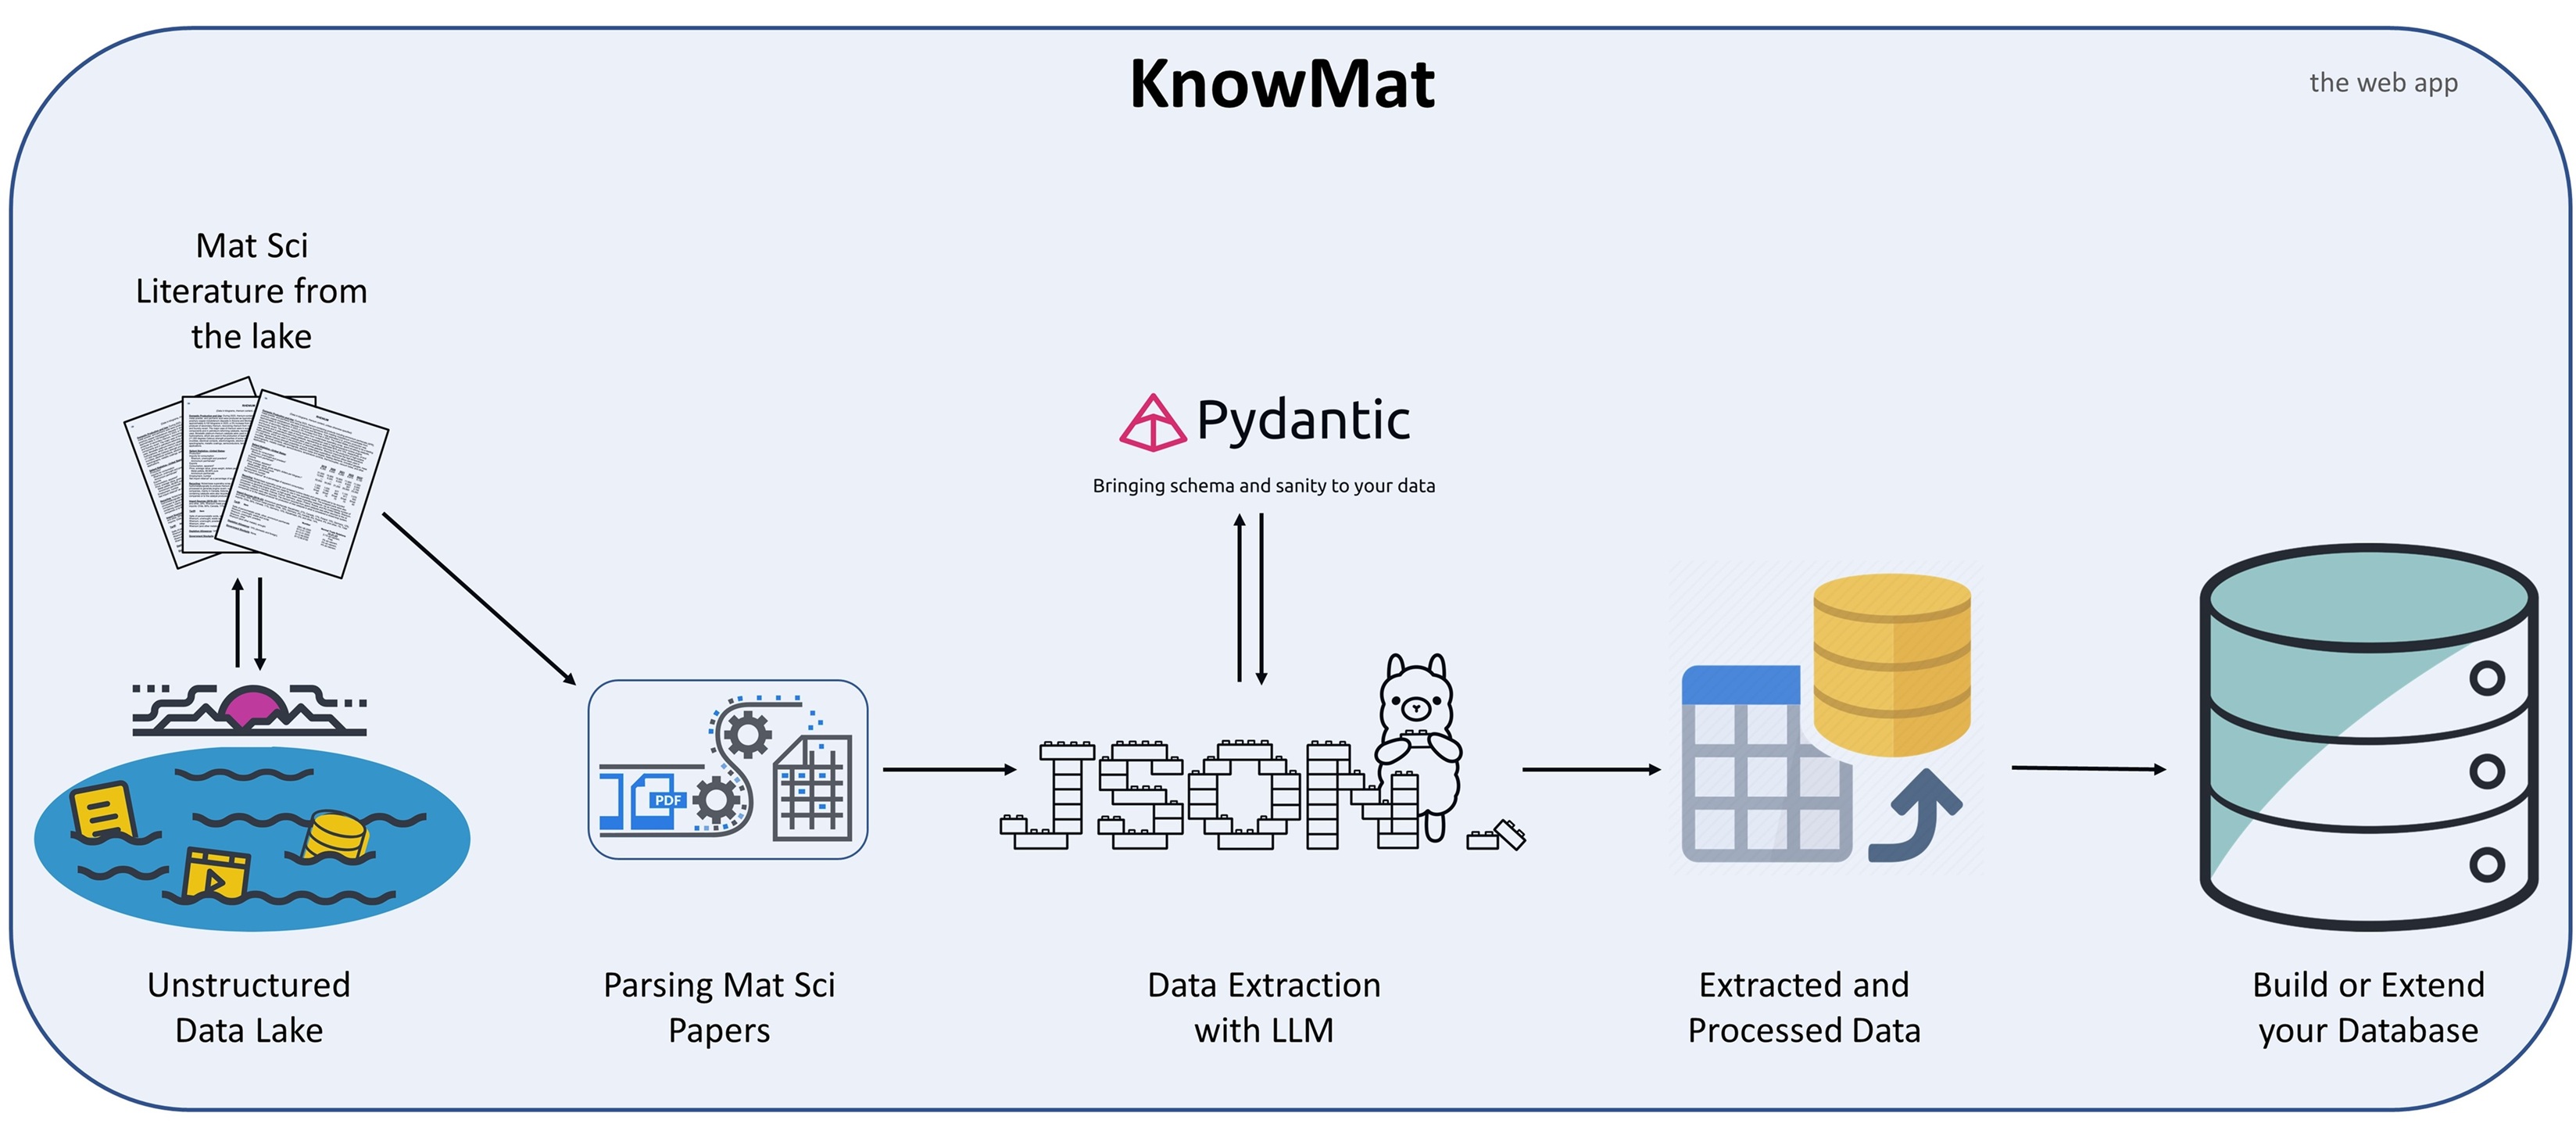 KnowMat
the web app
Mat Sci
Literature from
the lake
Pydantic
Bringing schema and sanity to your data
PDF
JSON
Unstructured
Data Lake
Parsing Mat Sci
Papers
Data Extraction
with LLM
Extracted and
Processed Data
Build or Extend
your Database